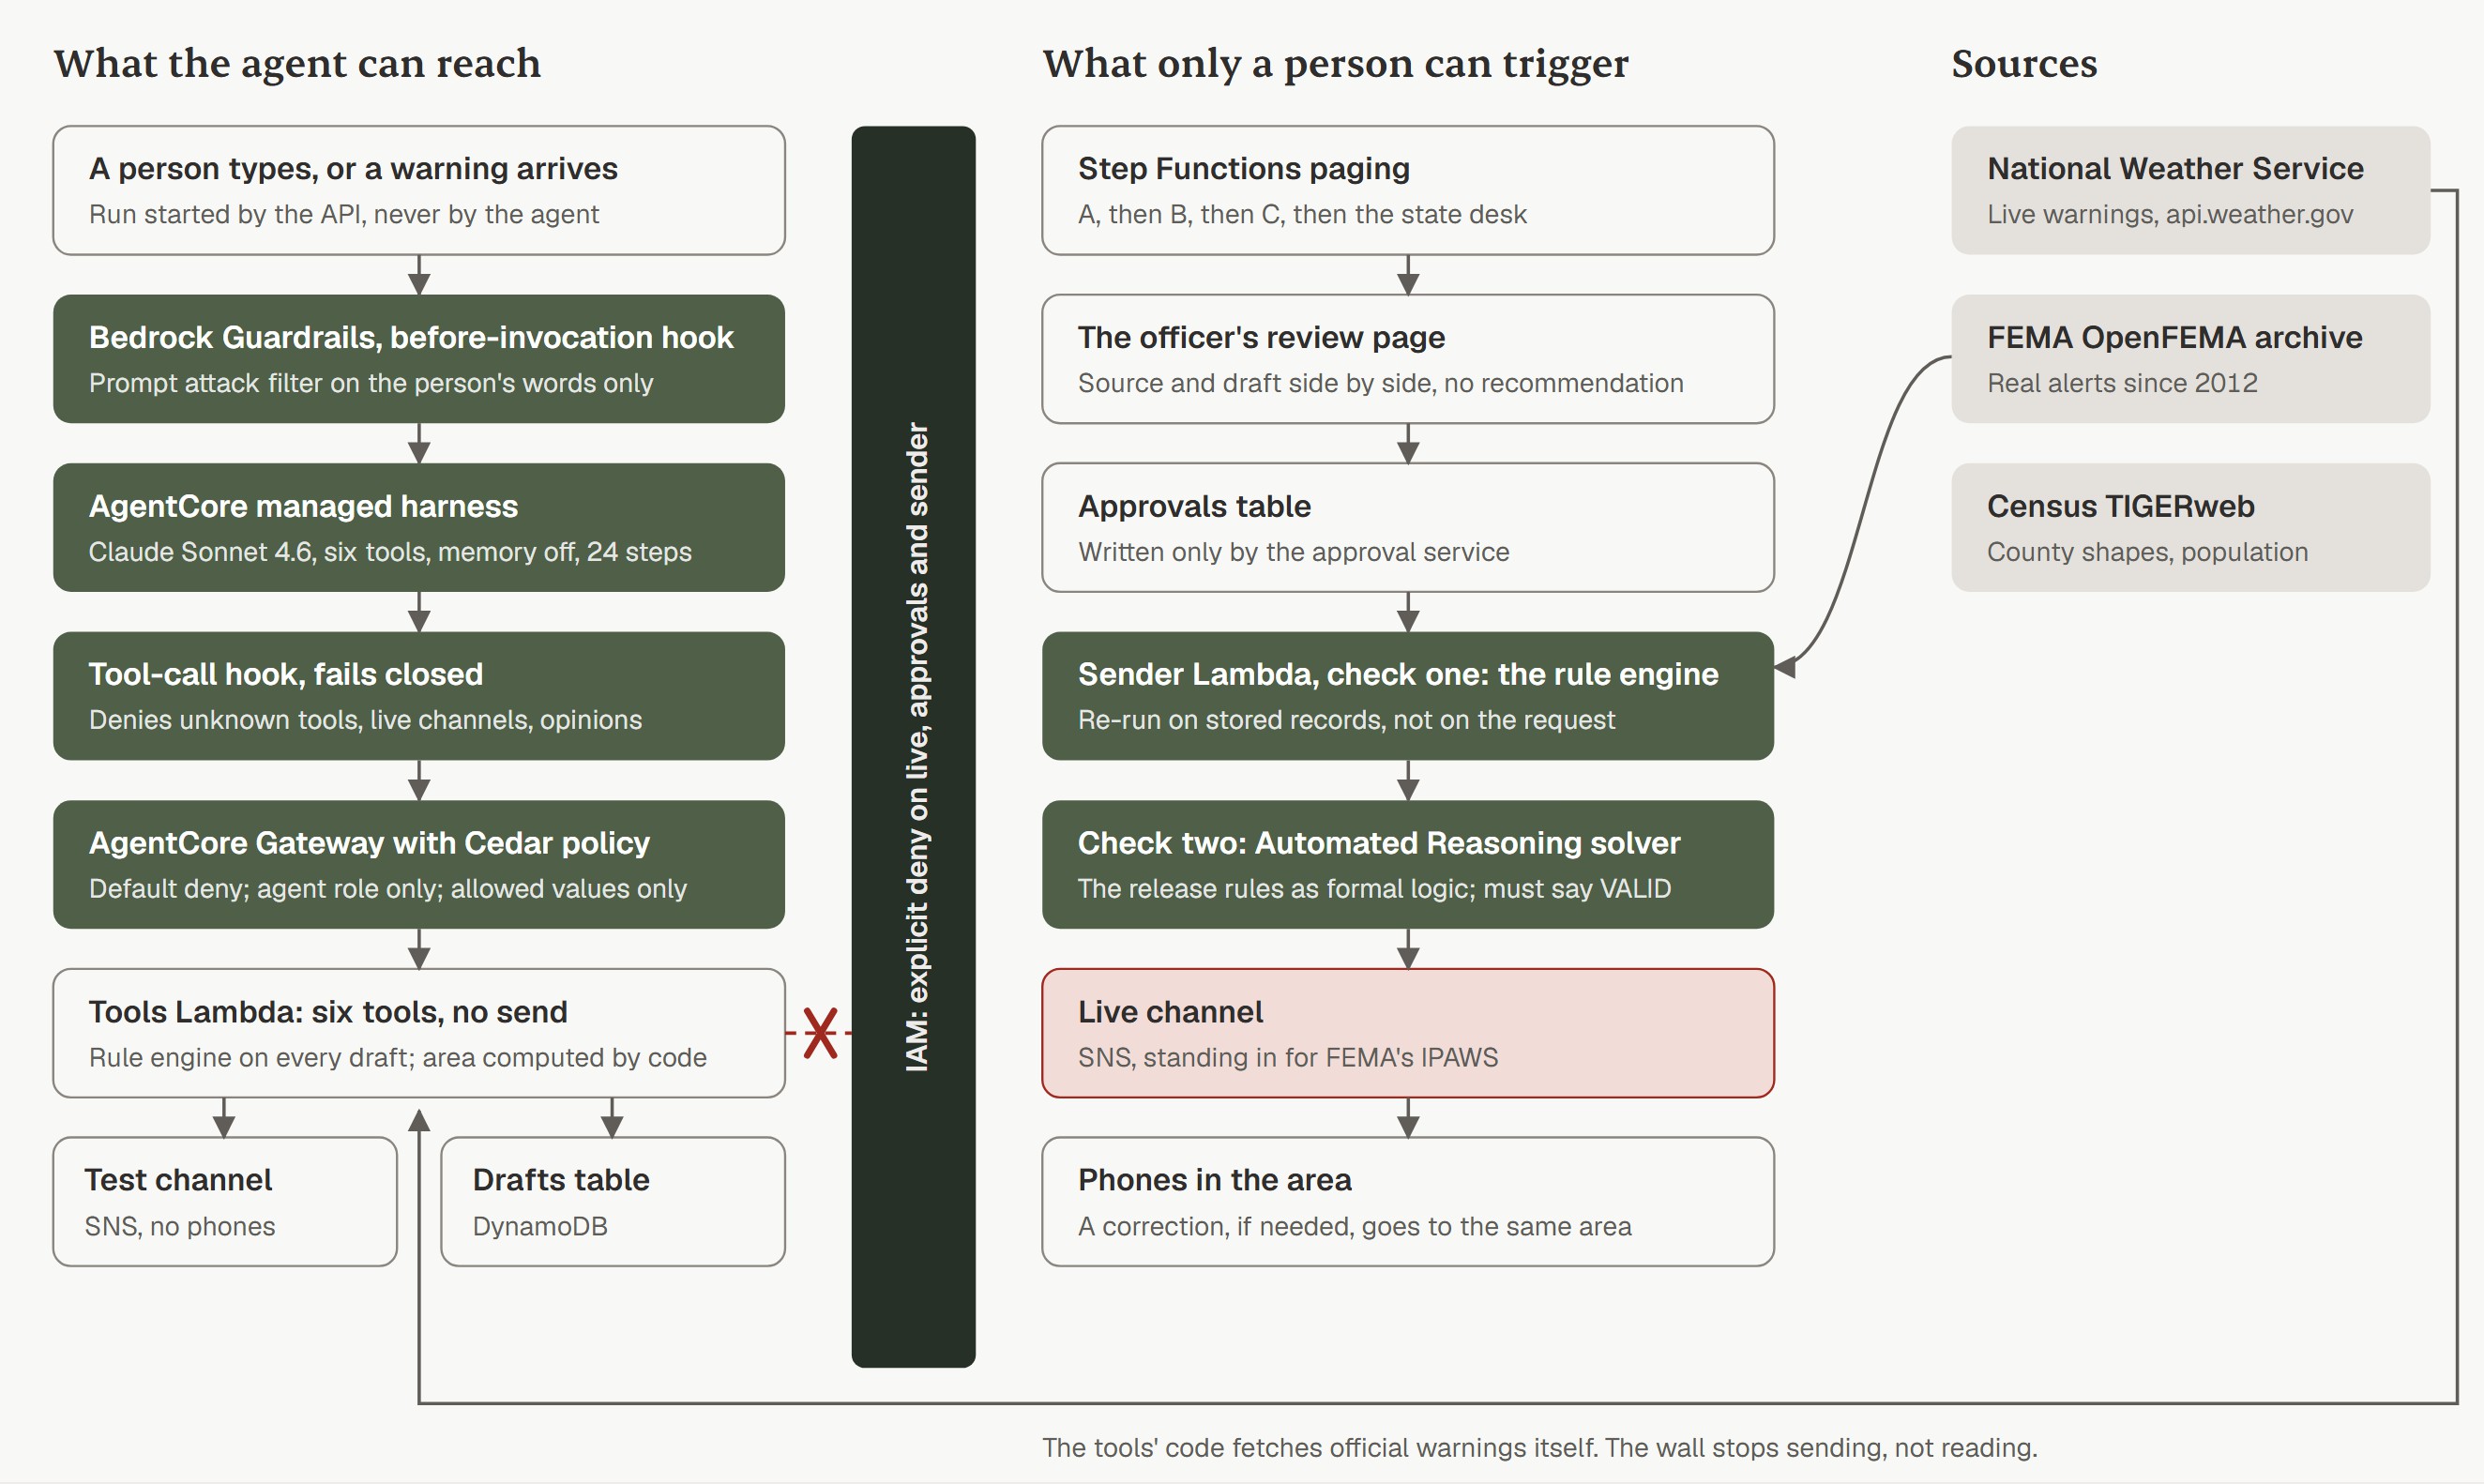 What the agent can reach
A person types, or a warning arrives
Run started by the API, never by the agent
Bedrock Guardrails, before-invocation hook
Prompt attack filter on the person's words only
AgentCore managed harness
Claude Sonnet 4.6, six tools, memory off, 24 steps
Tool-call hook, fails closed
Denies unknown tools, live channels, opinions
AgentCore Gateway with Cedar policy
Default deny; agent role only; allowed values only
Tools Lambda: six tools, no send
Rule engine on every draft; area computed by code
Test channel
SNS, no phones
Drafts table
DynamoDB
IAM: explicit deny on live, approvals and sender
What only a person can trigger
Step Functions paging
A, then B, then C, then the state desk
The officer's review page
Source and draft side by side, no recommendation
Approvals table
Written only by the approval service
Sender Lambda, check one: the rule engine
Re-run on stored records, not on the request
Check two: Automated Reasoning solver
The release rules as formal logic; must say VALID
Live channel
SNS, standing in for FEMA's IPAWS
Phones in the area
A correction, if needed, goes to the same area
Sources
National Weather Service
Live warnings, api.weather.gov
FEMA OpenFEMA archive
Real alerts since 2012
Census TIGERweb
County shapes, population
The tools' code fetches official warnings itself. The wall stops sending, not reading.